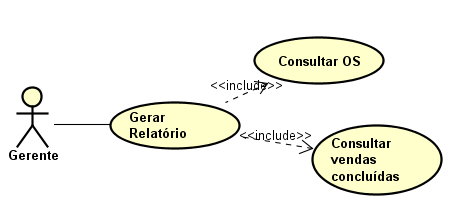 Consultar OS
<<include>>
Gerar
Relatório
<<include>>
Consultar
vendas
concluídas
Gerente